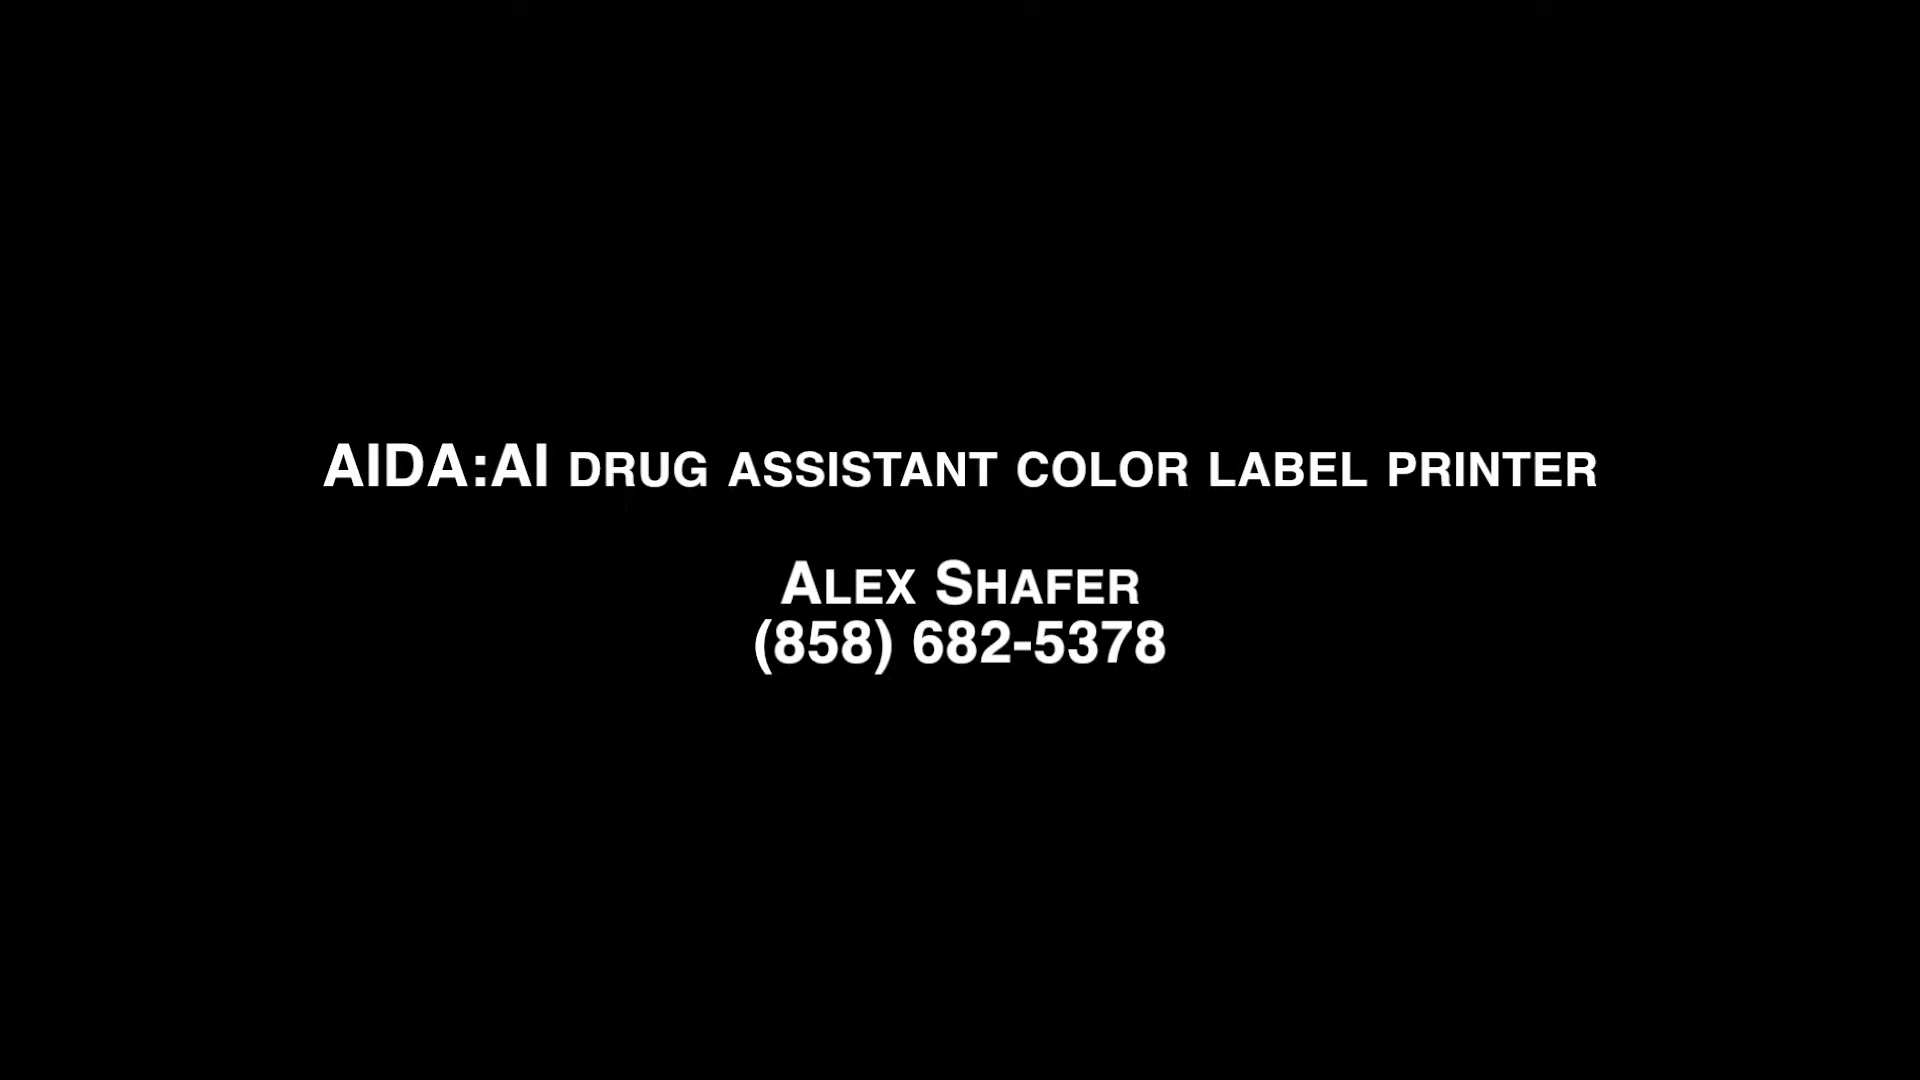 AIDA:AI DRUG ASSISTANT COLOR LABEL PRINTER
ALEX SHAFER
(858) 682-5378